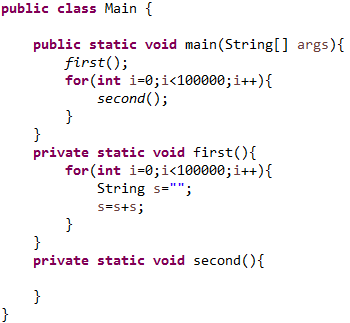 public class Main {
public static void main(String[] args){
first();
for(int i=0;i<100000;i++){
second();
}
}
private static void first(){
for(int i=0;i<100000;i++){
String s="";
s=s+s;
}
}
private static void second(){
}
}